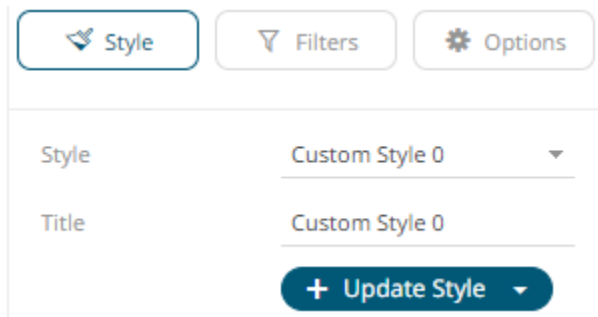 Style Filters Options
Style Custom Style 0
Title Custom Style 0
+ Update Style